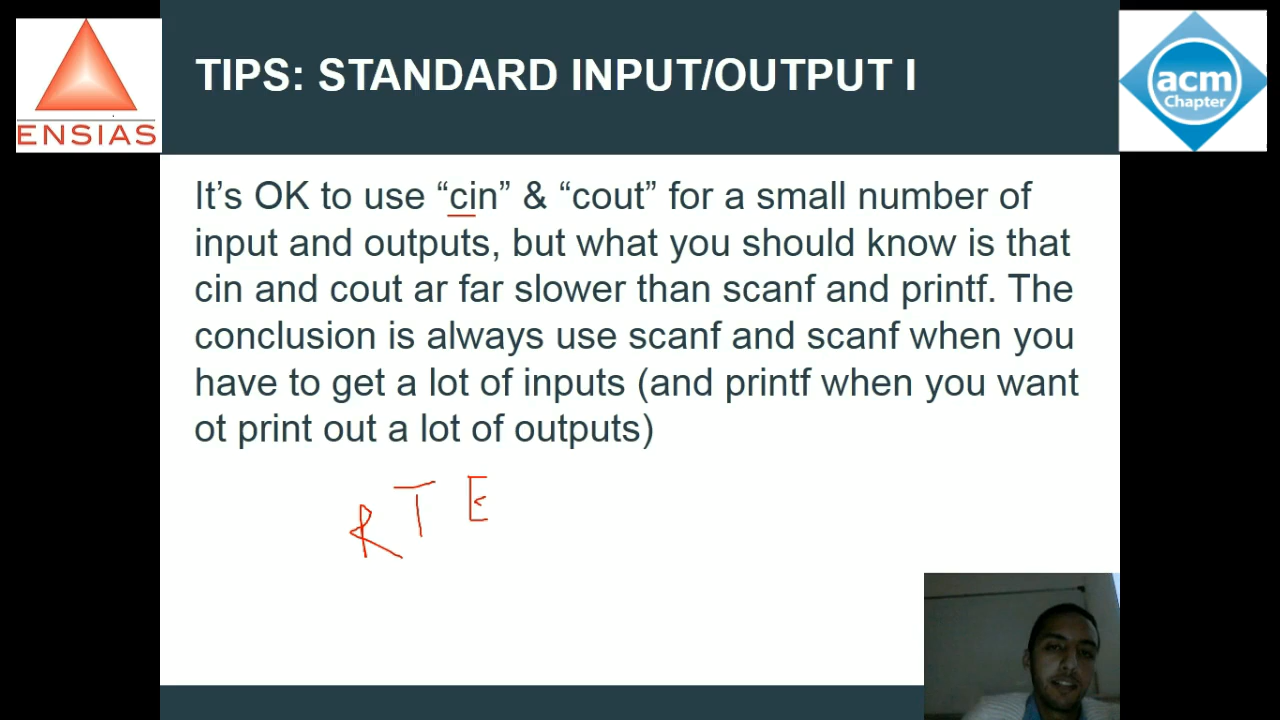 ENSIAS
TIPS: STANDARD INPUT/OUTPUT I
acm
Chapter
It’s OK to use “cin” & “cout” for a small number of
input and outputs, but what you should know is that
cin and cout ar far slower than scanf and printf. The
conclusion is always use scanf and scanf when you
have to get a lot of inputs (and printf when you want
ot print out a lot of outputs)
R T E